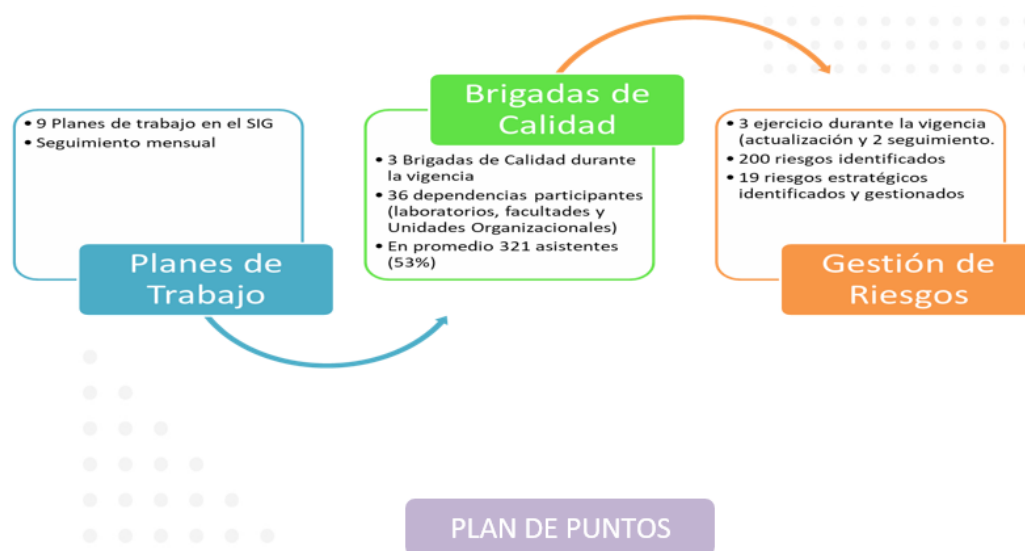 • 9 Planes de trabajo en el SIG
• Seguimiento mensual
Planes de
Trabajo
Brigadas de
Calidad
• 3 Brigadas de Calidad durante
la vigencia
• 36 dependencias participantes
(laboratorios, facultades y
Unidades Organizacionales)
• En promedio 321 asistentes
(53%)
• 3 ejercicio durante la vigencia
(actualización y 2 seguimiento.
• 200 riesgos identificados
• 19 riesgos estratégicos
identificados y gestionados
Gestión de
Riesgos
PLAN DE PUNTOS